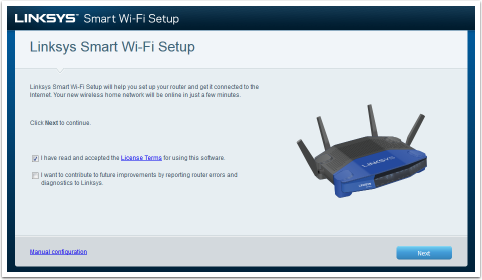 LINKSYS Smart Wi-Fi Setup
Linksys Smart Wi-Fi Setup
Linksys Smart Wi-Fi Setup will help you set up your router and get it connected to the
Internet. Your new wireless home network will be online in just a few minutes.
Click Next to continue.
I have read and accepted the License Terms for using this software.
I want to contribute to future improvements by reporting router errors and
diagnostics to Linksys.
LINKSYS
Manual configuration
Next